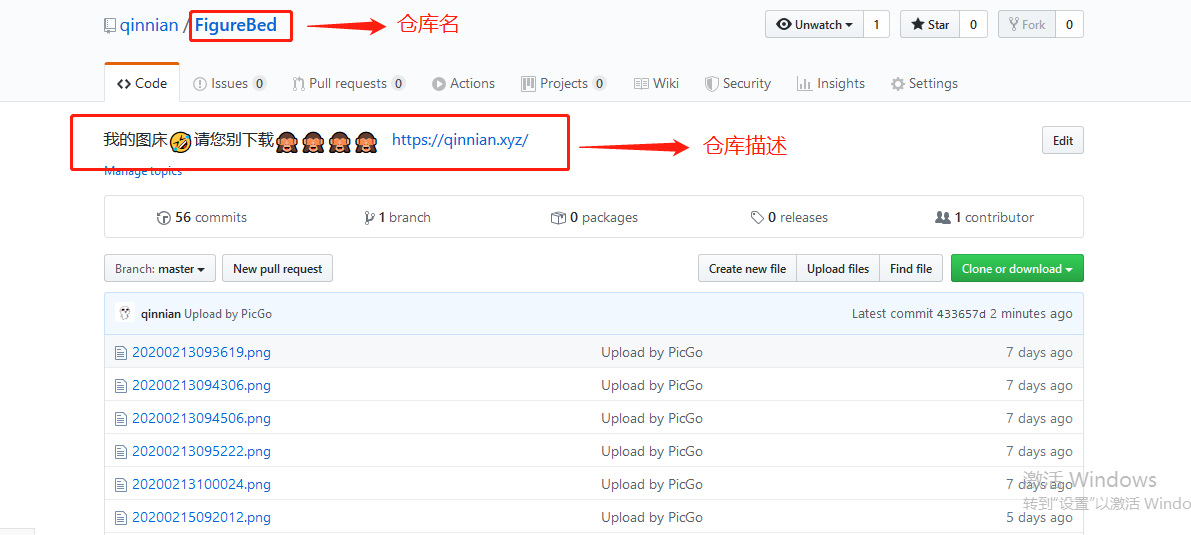 qinnian / FigureBed 仓库名 Unwatch 1 Star 0 Fork 0
Code Issues 0 Pull requests 0 Actions Projects 0 Wiki Security Insights Settings
我的图床🤣请您别下载🙈🙈🙈🙈 https://qinnian.xyz/ 仓库描述 Edit
Manage topics
56 commits 1 branch 0 packages 0 releases 1 contributor
Branch: master New pull request Create new file Upload files Find file Clone or download
qinnian Upload by PicGo Latest commit 433657d 2 minutes ago
20200213093619.png Upload by PicGo 7 days ago
20200213094306.png Upload by PicGo 7 days ago
20200213094506.png Upload by PicGo 7 days ago
20200213095222.png Upload by PicGo 7 days ago
20200213100024.png Upload by PicGo 7 days ago
激活 Windows
转到“设置”以激活 Windo
20200215092012.png Upload by PicGo 5 days ago